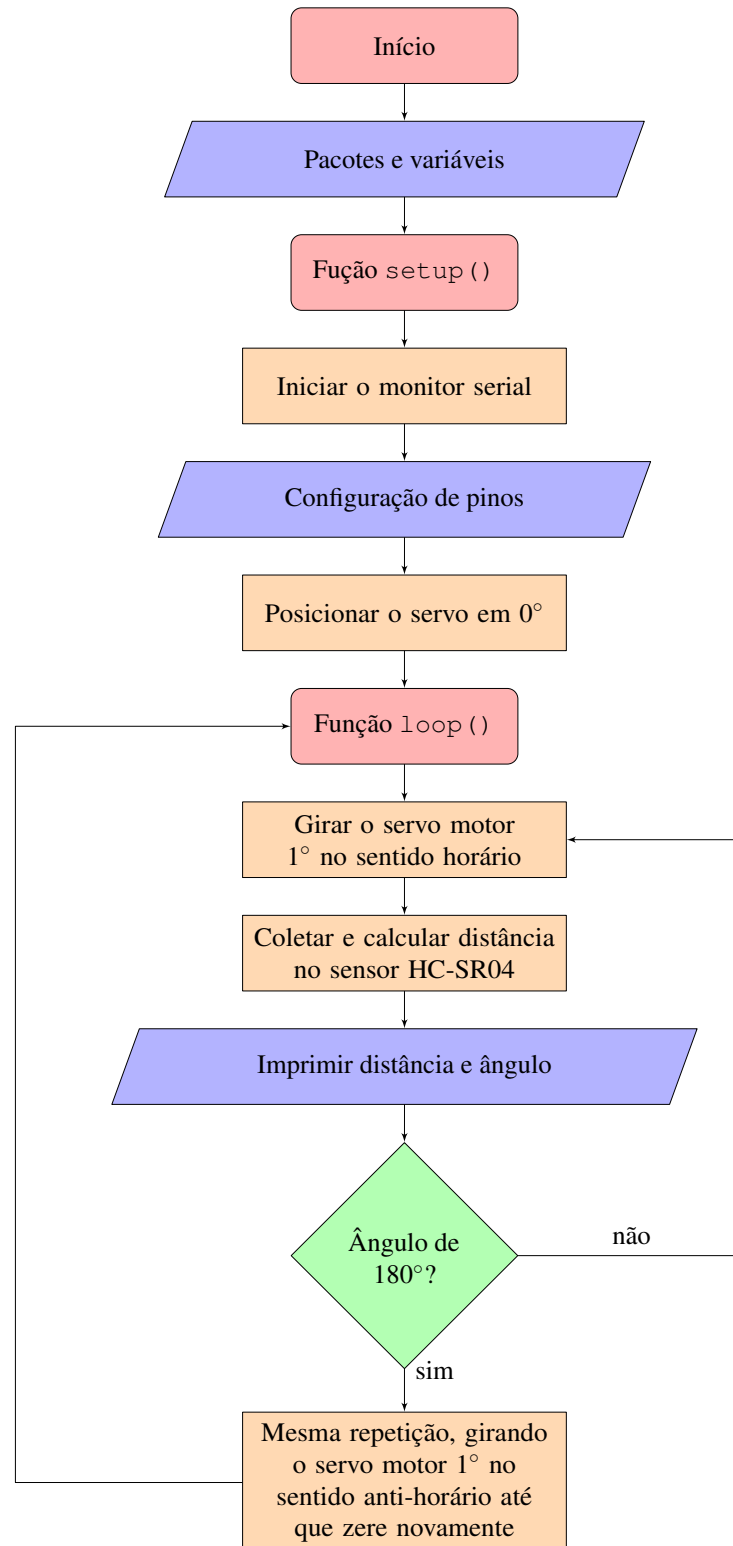 Início
Pacotes e variáveis
Fução setup()
Iniciar o monitor serial
Configuração de pinos
Posicionar o servo em 0°
Função loop()
Girar o servo motor
1° no sentido horário
Coletar e calcular distância
no sensor HC-SR04
Imprimir distância e ângulo
Ângulo de
180°?
não
sim
Mesma repetição, girando
o servo motor 1° no
sentido anti-horário até
que zere novamente